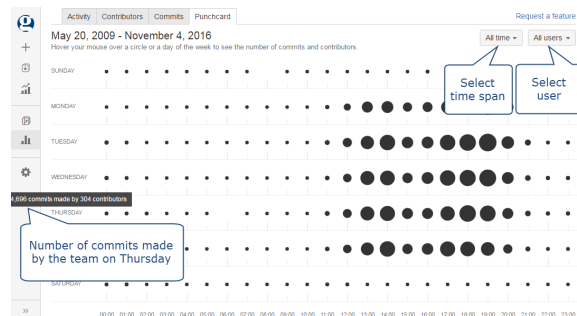 Activity Contributors Commits Punchcard Request a feature
May 20, 2009 - November 4, 2016
All time All users
Hover your mouse over a circle or a day of the week to see the number of commits and contributors.
SUNDAY
Select
time span
Select
user
MONDAY
TUESDAY
WEDNESDAY
,696 commits made by 304 contributors
THURSDAY
Number of commits made
by the team on Thursday
SATURDAY
00:00 01:00 02:00 03:00 04:00 05:00 06:00 07:00 08:00 09:00 10:00 11:00 12:00 13:00 14:00 15:00 16:00 17:00 18:00 19:00 20:00 21:00 22:00 23:00